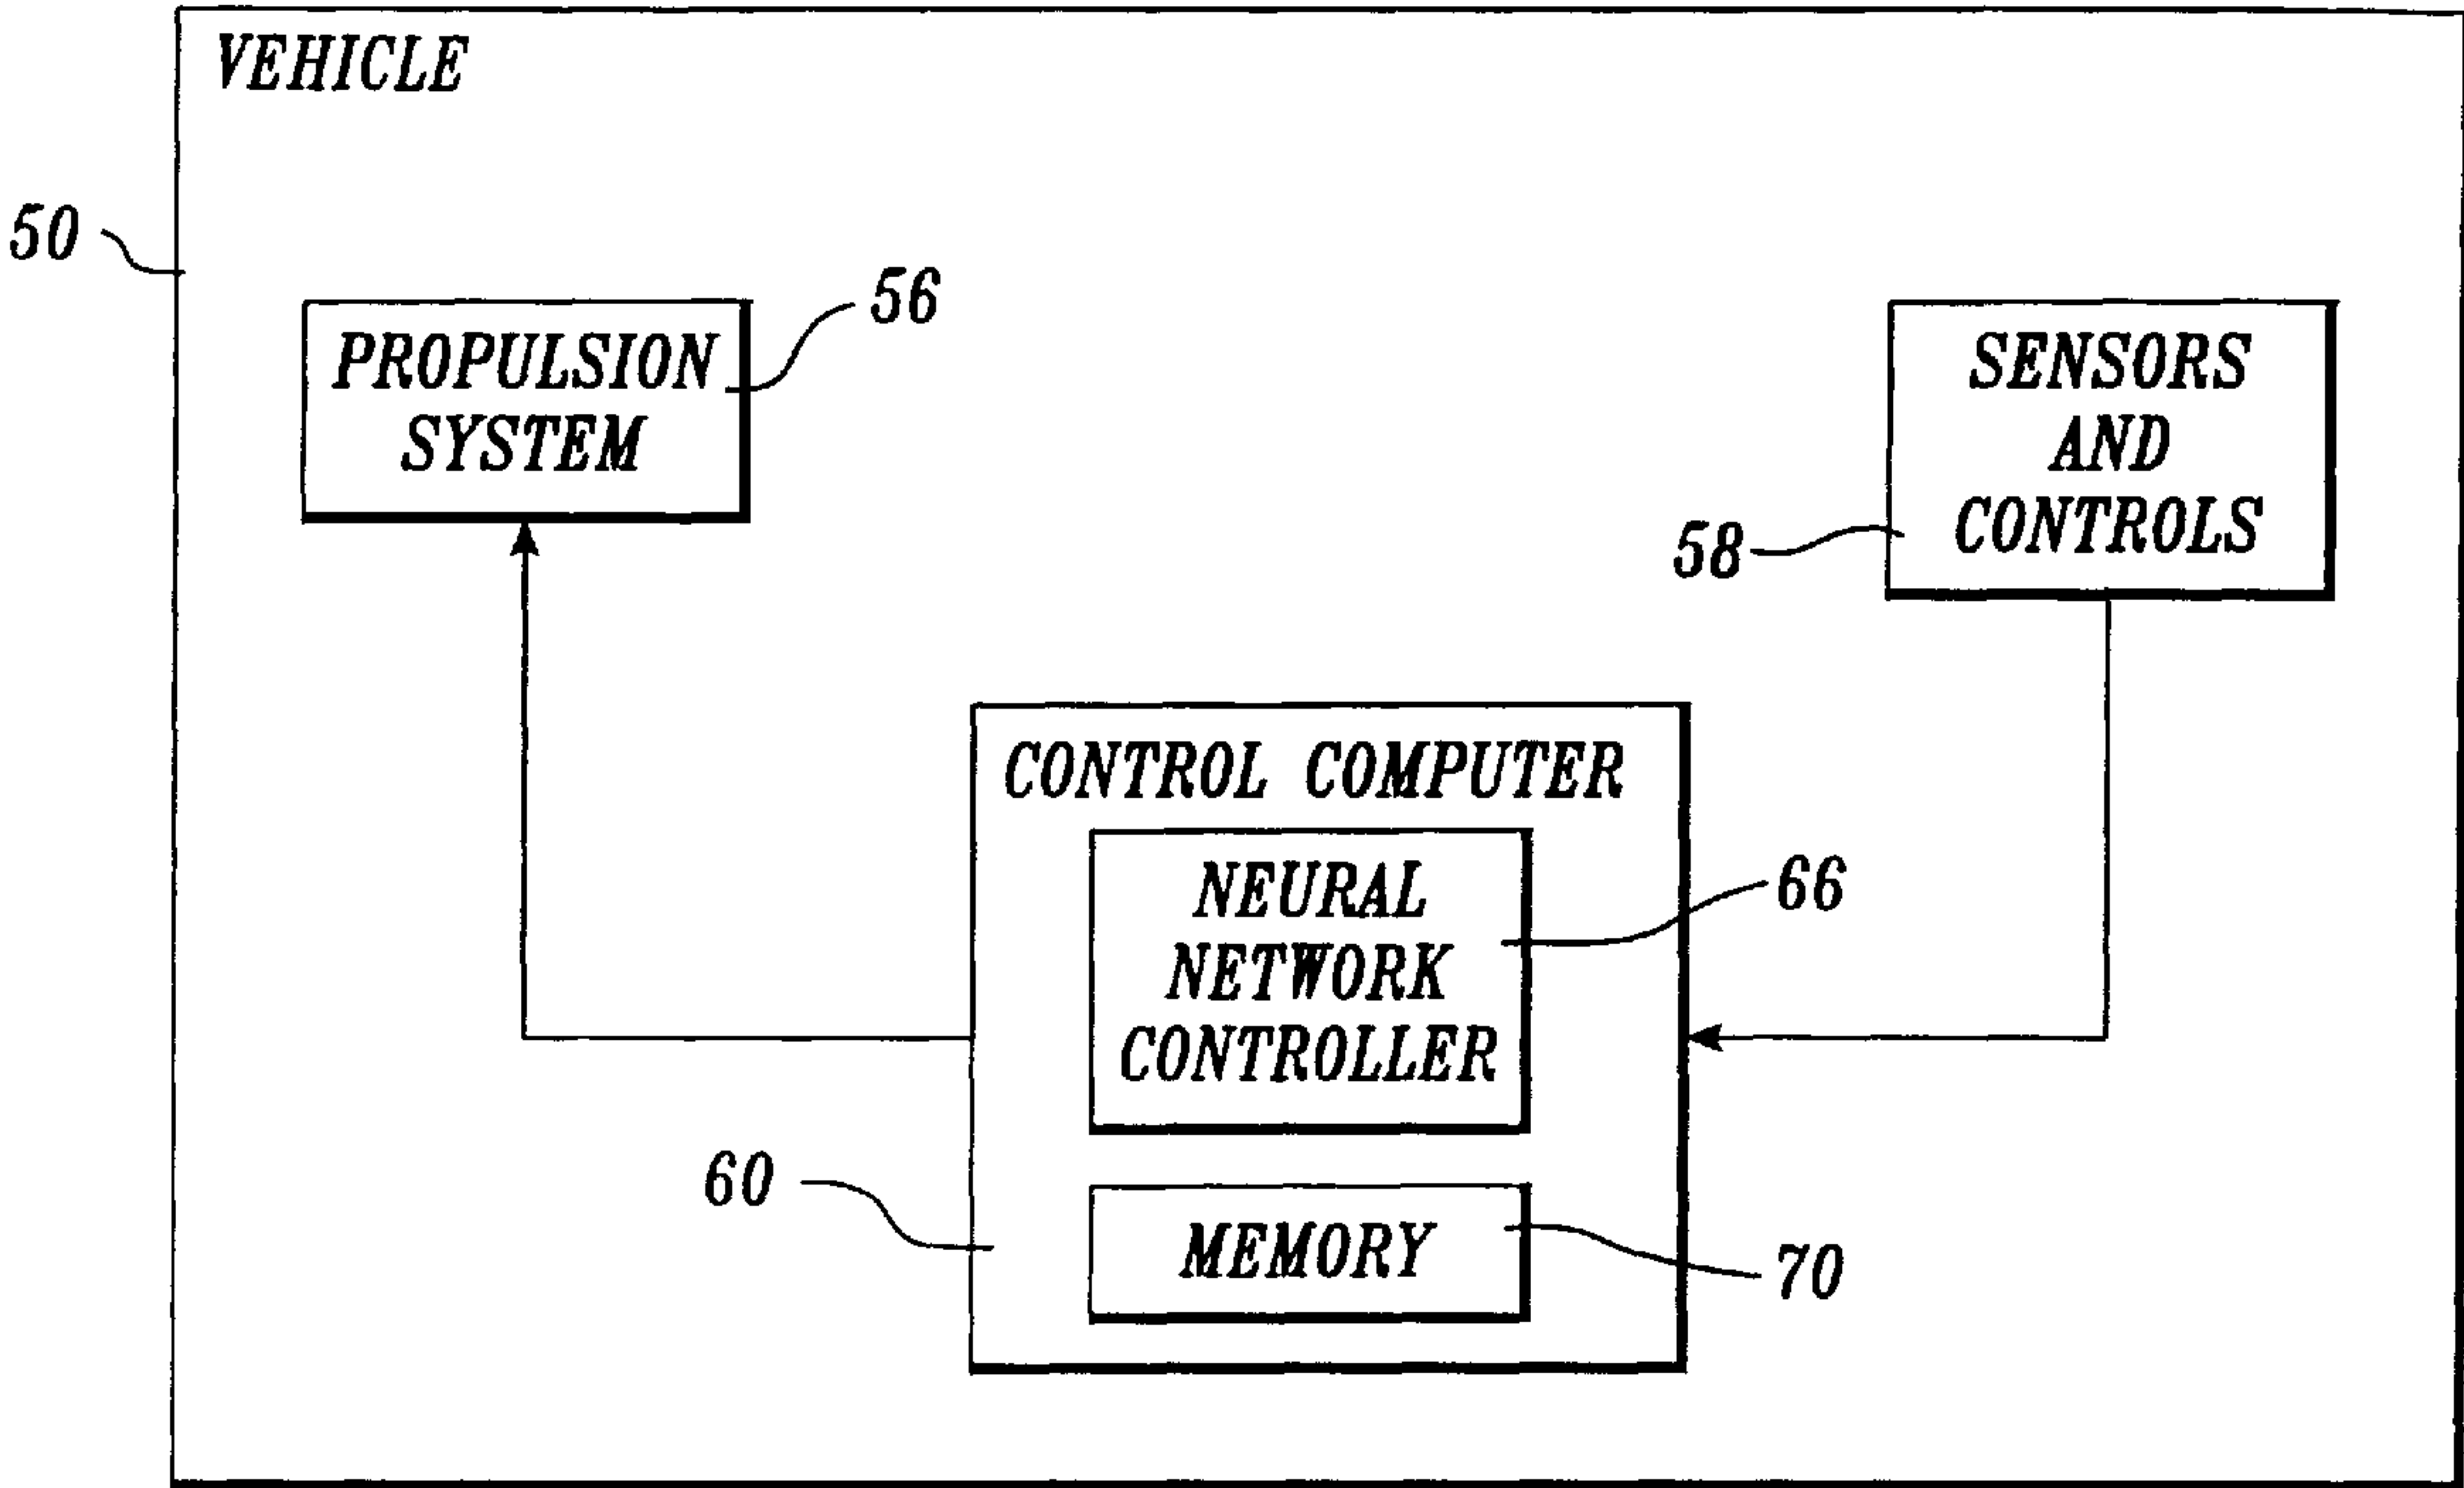 VEHICLE
50
PROPULSION
SYSTEM
56
SENSORS
AND
CONTROLS
58
CONTROL COMPUTER
NEURAL
NETWORK
CONTROLLER
66
60
MEMORY
70